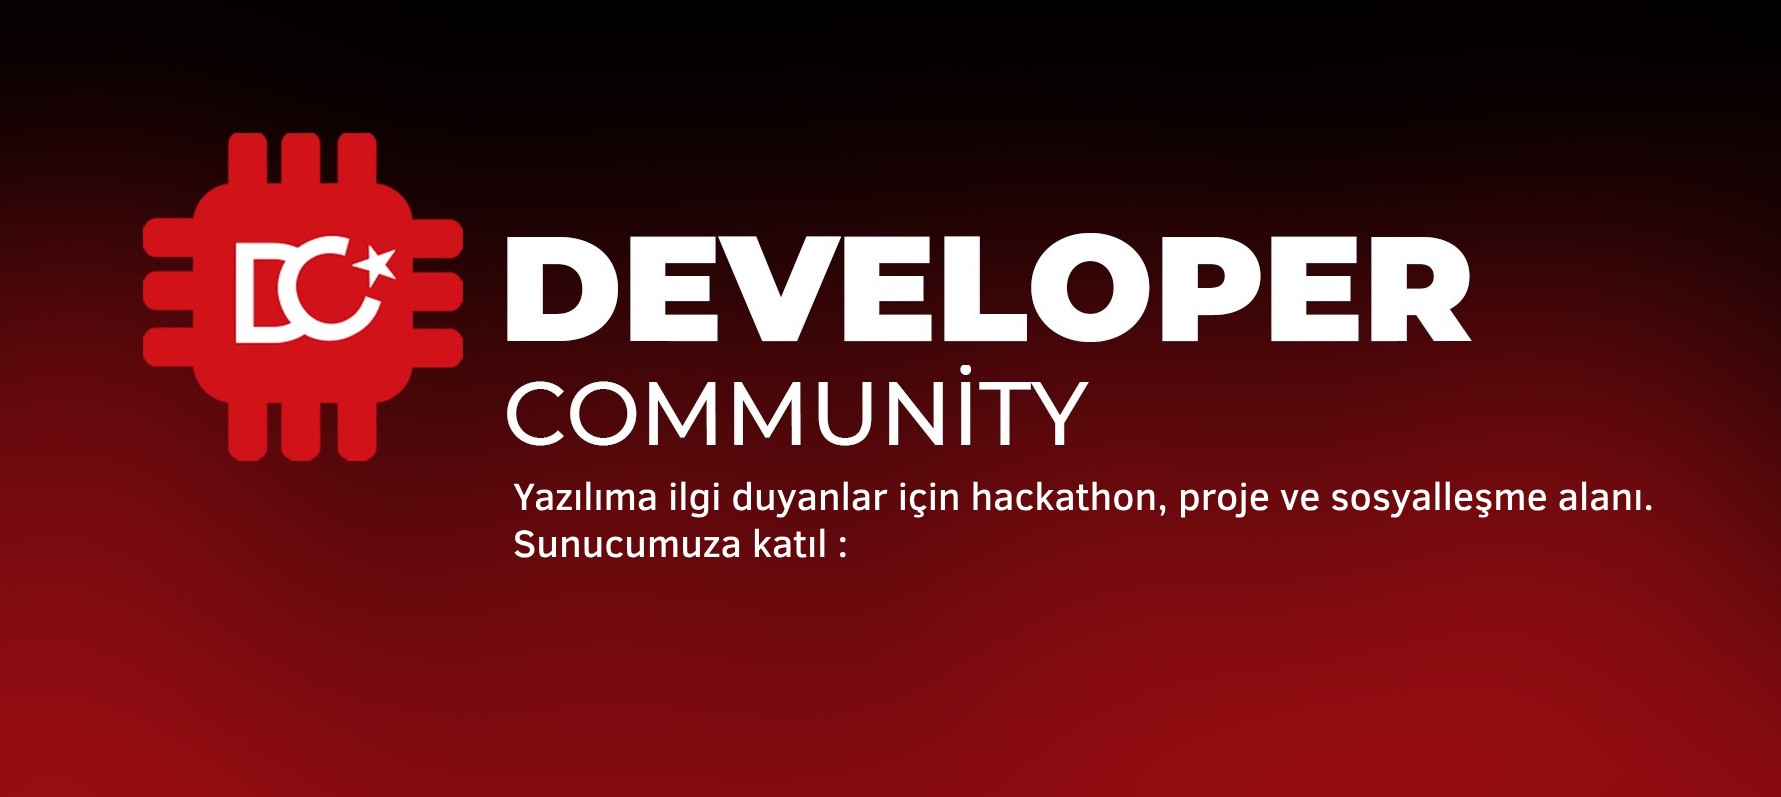 DC
DEVELOPER
COMMUNİTY
Yazılıma ilgi duyanlar için hackathon, proje ve sosyalleşme alanı.
Sunucumuza katıl :